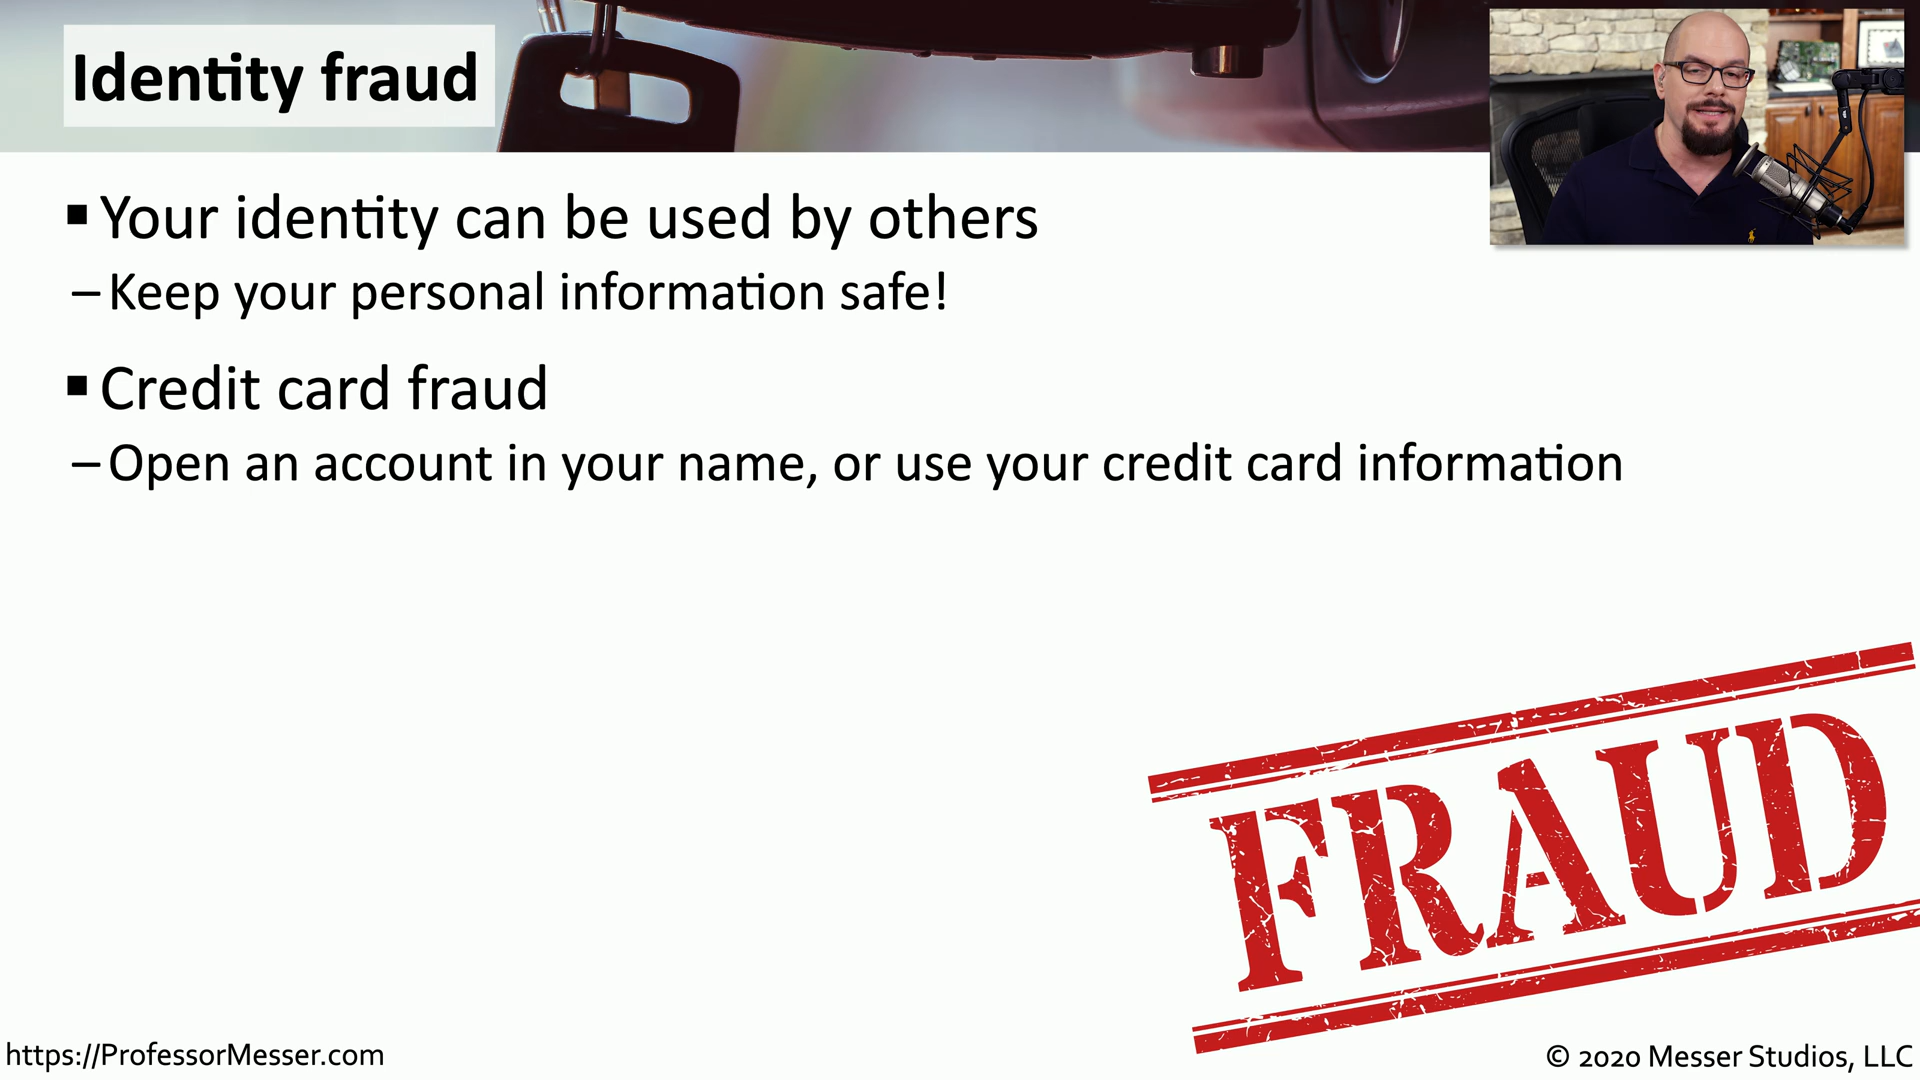 Identity fraud
▪ Your identity can be used by others
– Keep your personal information safe!
▪ Credit card fraud
– Open an account in your name, or use your credit card information
FRAUD
https://ProfessorMesser.com
© 2020 Messer Studios, LLC